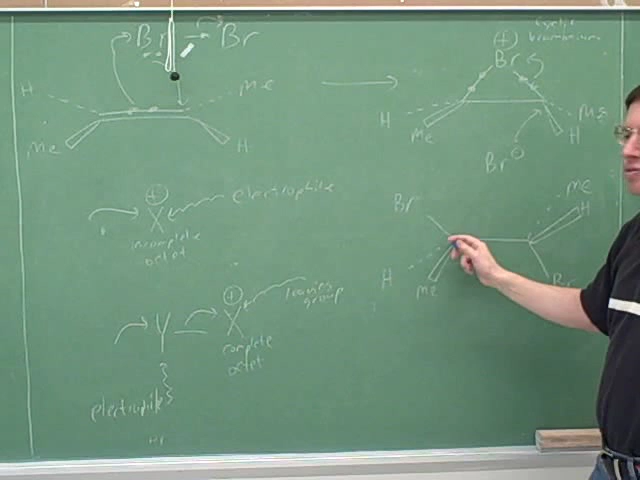 Br Br
H Me
Me H
cyclic
bromonium
⊕
Br
H Me
Me H
Br⊖
⊕ electrophile
X
incomplete
octet
⊕ leaving
group
Y X
complete
octet
electrophile
Br Me
H
H
Me Br